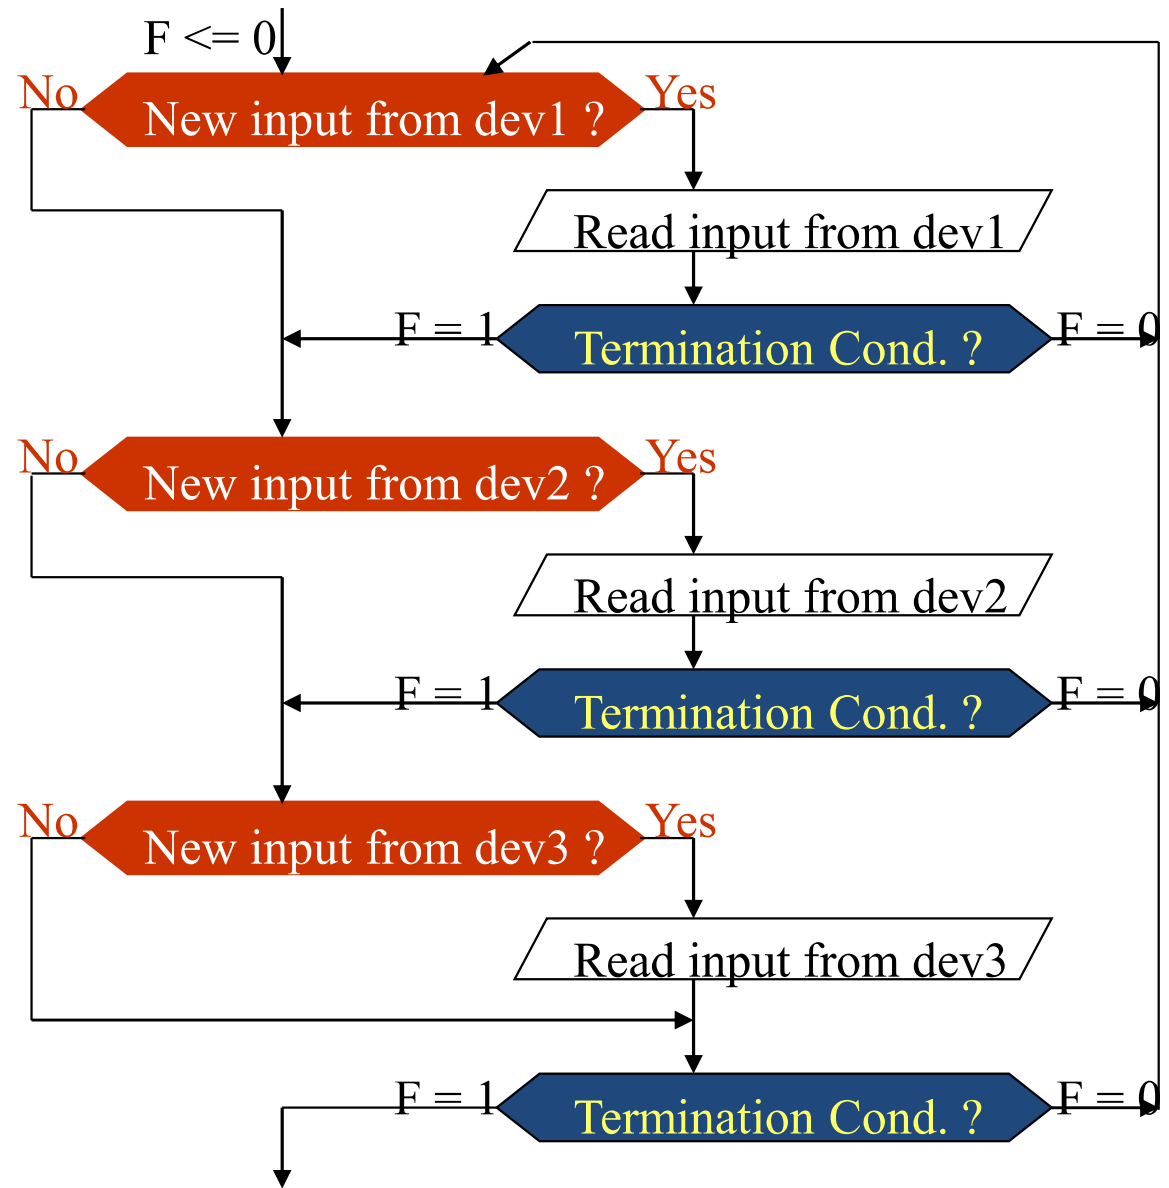 F <= 0
No
New input from dev1 ?
Yes
Read input from dev1
F = 1
Termination Cond. ?
F = 0
No
New input from dev2 ?
Yes
Read input from dev2
F = 1
Termination Cond. ?
F = 0
No
New input from dev3 ?
Yes
Read input from dev3
F = 1
Termination Cond. ?
F = 0